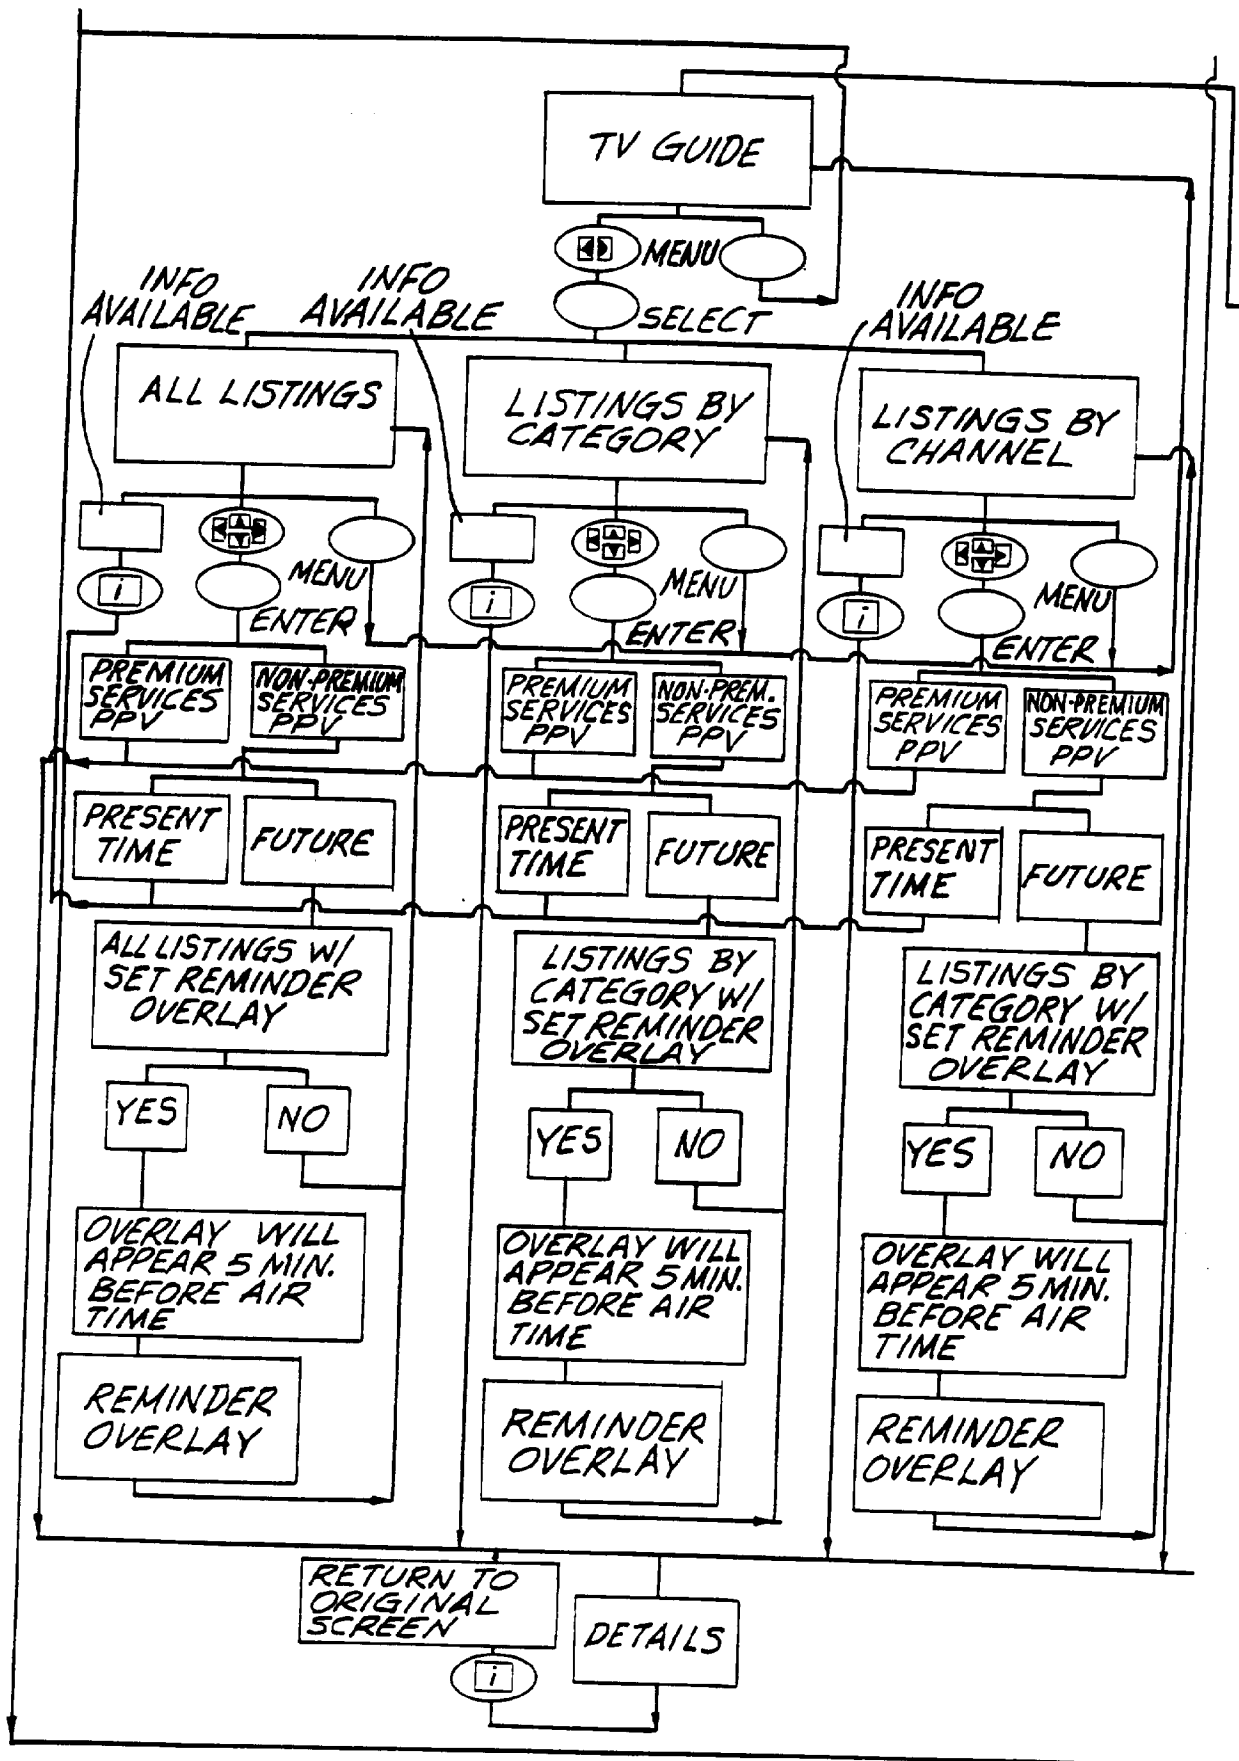 TV GUIDE
MENU
SELECT
INFO
AVAILABLE
INFO
AVAILABLE
INFO
AVAILABLE
ALL LISTINGS
LISTINGS BY
CATEGORY
LISTINGS BY
CHANNEL
i
MENU
ENTER
i
MENU
ENTER
i
MENU
ENTER
PREMIUM
SERVICES
PPV
NON-PREMIUM
SERVICES
PPV
PREMIUM
SERVICES
PPV
NON-PREM.
SERVICES
PPV
PREMIUM
SERVICES
PPV
NON-PREMIUM
SERVICES
PPV
PRESENT
TIME
FUTURE
PRESENT
TIME
FUTURE
PRESENT
TIME
FUTURE
ALL LISTINGS W/
SET REMINDER
OVERLAY
LISTINGS BY
CATEGORY W/
SET REMINDER
OVERLAY
LISTINGS BY
CATEGORY W/
SET REMINDER
OVERLAY
YES
NO
YES
NO
YES
NO
OVERLAY WILL
APPEAR 5 MIN.
BEFORE AIR
TIME
OVERLAY WILL
APPEAR 5 MIN.
BEFORE AIR
TIME
OVERLAY WILL
APPEAR 5 MIN.
BEFORE AIR
TIME
REMINDER
OVERLAY
REMINDER
OVERLAY
REMINDER
OVERLAY
RETURN TO
ORIGINAL
SCREEN
DETAILS
i